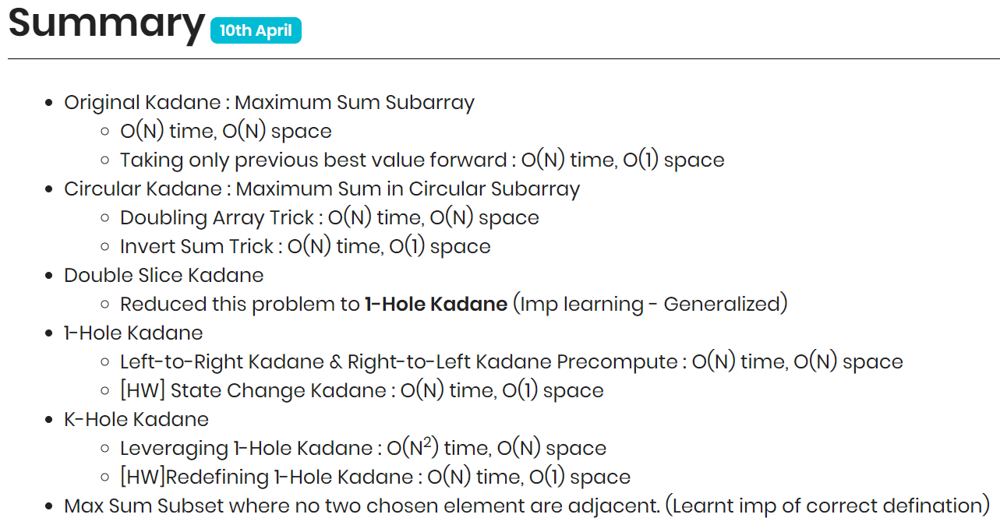 Summary 10th April
Original Kadane : Maximum Sum Subarray
O(N) time, O(N) space
Taking only previous best value forward : O(N) time, O(1) space
Circular Kadane : Maximum Sum in Circular Subarray
Doubling Array Trick : O(N) time, O(N) space
Invert Sum Trick : O(N) time, O(1) space
Double Slice Kadane
Reduced this problem to 1-Hole Kadane (Imp learning - Generalized)
1-Hole Kadane
Left-to-Right Kadane & Right-to-Left Kadane Precompute : O(N) time, O(N) space
[HW] State Change Kadane : O(N) time, O(1) space
K-Hole Kadane
Leveraging 1-Hole Kadane : O(N²) time, O(N) space
[HW]Redefining 1-Hole Kadane : O(N) time, O(1) space
Max Sum Subset where no two chosen element are adjacent. (Learnt imp of correct defination)